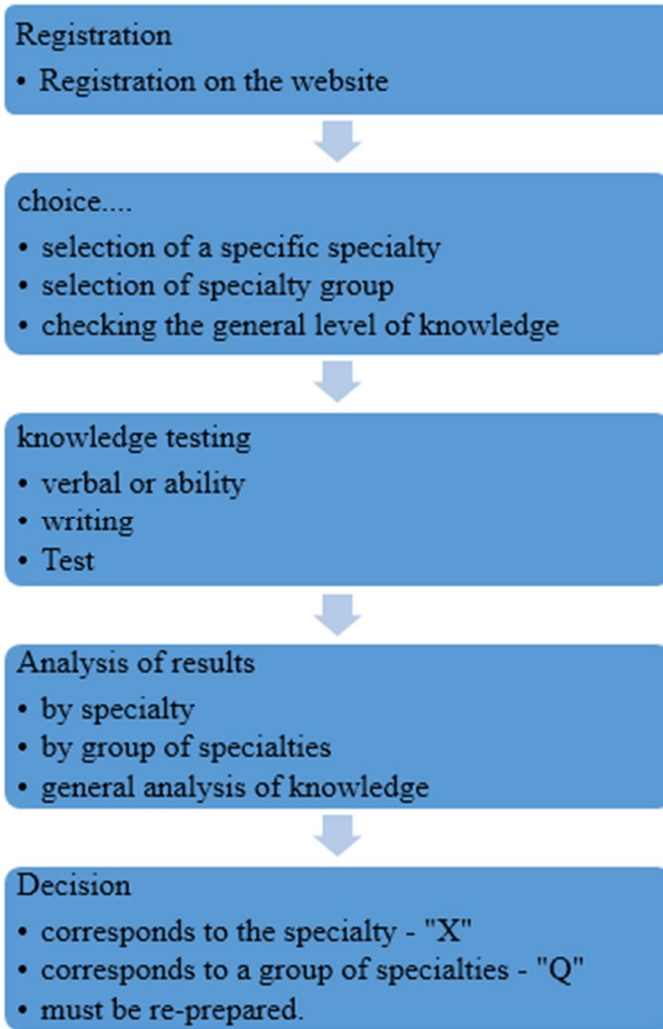 Registration
• Registration on the website
choice....
• selection of a specific specialty
• selection of specialty group
• checking the general level of knowledge
knowledge testing
• verbal or ability
• writing
• Test
Analysis of results
• by specialty
• by group of specialties
• general analysis of knowledge
Decision
• corresponds to the specialty - "X"
• corresponds to a group of specialties - "Q"
• must be re-prepared.